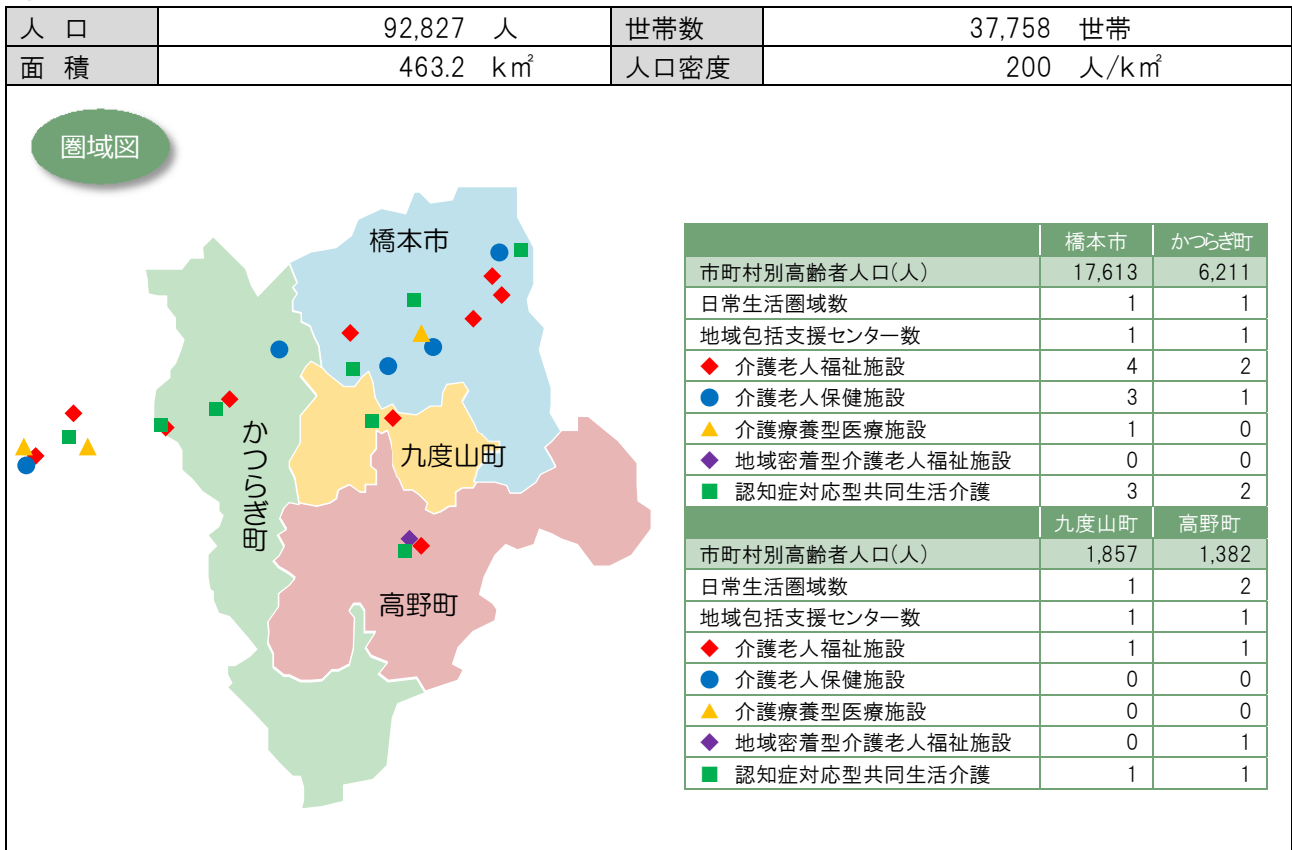 人 口 92,827 人 世帯数 37,758 世帯
面 積 463.2 k㎡ 人口密度 200 人/k㎡
圏域図
橋本市
かつらぎ町
九度山町
高野町
橋本市 かつらぎ町
市町村別高齢者人口(人) 17,613 6,211
日常生活圏域数 1 1
地域包括支援センター数 1 1
◆ 介護老人福祉施設 4 2
● 介護老人保健施設 3 1
▲ 介護療養型医療施設 1 0
◆ 地域密着型介護老人福祉施設 0 0
■ 認知症対応型共同生活介護 3 2
九度山町 高野町
市町村別高齢者人口(人) 1,857 1,382
日常生活圏域数 1 2
地域包括支援センター数 1 1
◆ 介護老人福祉施設 1 1
● 介護老人保健施設 0 0
▲ 介護療養型医療施設 0 0
◆ 地域密着型介護老人福祉施設 0 1
■ 認知症対応型共同生活介護 1 1